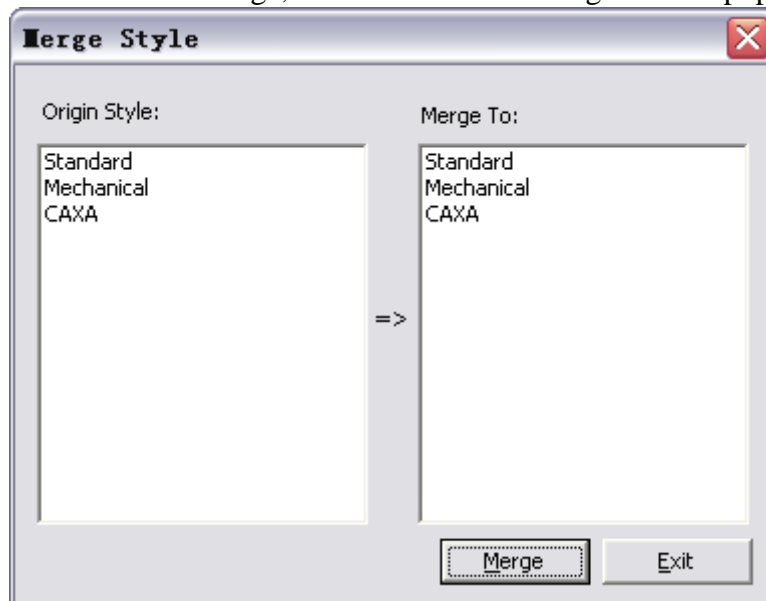 Merge Style
Origin Style:
Merge To:
Standard
Mechanical
CAXA
=>
Standard
Mechanical
CAXA
Merge
Exit